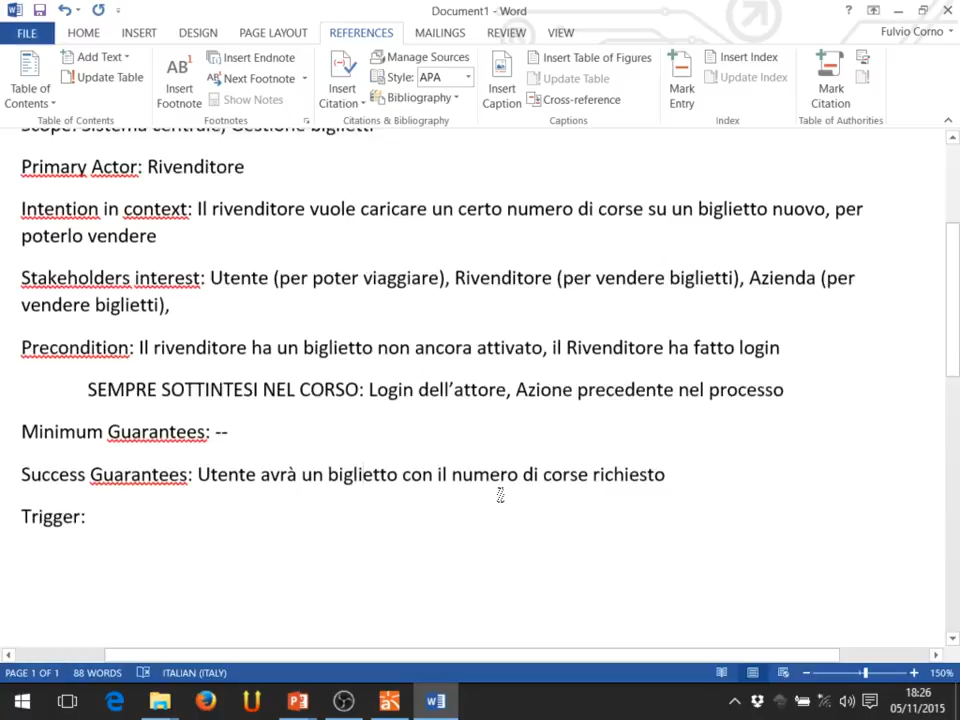 Document1 - Word
FILE HOME INSERT DESIGN PAGE LAYOUT REFERENCES MAILINGS REVIEW VIEW Fulvio Corno
Table of Contents
Add Text
Update Table
Table of Contents
AB1 Insert Footnote
Insert Endnote
Next Footnote
Show Notes
Footnotes
Insert Citation
Manage Sources
Style: APA
Bibliography
Citations & Bibliography
Insert Caption
Insert Table of Figures
Update Table
Cross-reference
Captions
Mark Entry
Insert Index
Update Index
Index
Mark Citation
Table of Authorities
Scope: Sistema centrale, Gestione biglietti
Primary Actor: Rivenditore
Intention in context: Il rivenditore vuole caricare un certo numero di corse su un biglietto nuovo, per
poterlo vendere
Stakeholders interest: Utente (per poter viaggiare), Rivenditore (per vendere biglietti), Azienda (per
vendere biglietti),
Precondition: Il rivenditore ha un biglietto non ancora attivato, il Rivenditore ha fatto login
SEMPRE SOTTINTESI NEL CORSO: Login dell’attore, Azione precedente nel processo
Minimum Guarantees: --
Success Guarantees: Utente avrà un biglietto con il numero di corse richiesto
Trigger:
PAGE 1 OF 1 88 WORDS ITALIAN (ITALY) 150%
18:26
05/11/2015